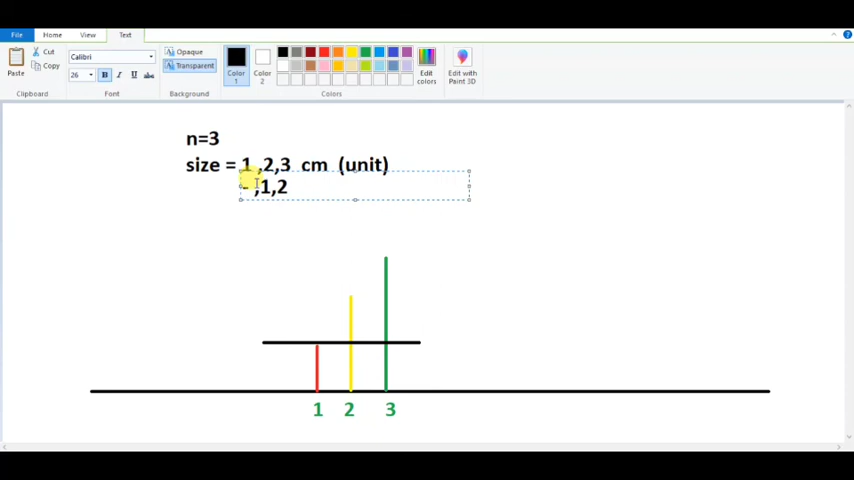 File Home View Text
Paste
Cut
Copy
Clipboard
Calibri
26 B I U abc
Font
Opaque
Transparent
Background
Color 1
Color 2
Colors
Edit colors
Edit with Paint 3D
n=3
size = 1 ,2,3 cm (unit)
- ,1,2
1 2 3